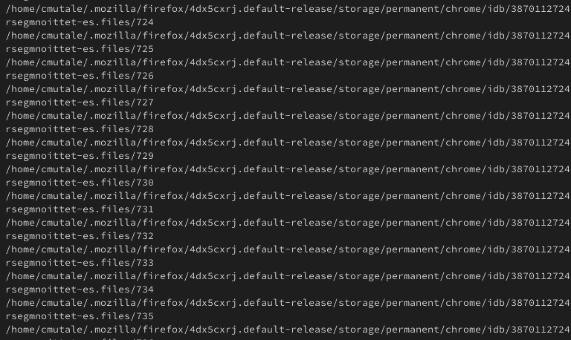 /home/cmutale/.mozilla/firefox/4dx5cxrj.default-release/storage/permanent/chrome/idb/3870112724
rsegmnoittet-es.files/724
/home/cmutale/.mozilla/firefox/4dx5cxrj.default-release/storage/permanent/chrome/idb/3870112724
rsegmnoittet-es.files/725
/home/cmutale/.mozilla/firefox/4dx5cxrj.default-release/storage/permanent/chrome/idb/3870112724
rsegmnoittet-es.files/726
/home/cmutale/.mozilla/firefox/4dx5cxrj.default-release/storage/permanent/chrome/idb/3870112724
rsegmnoittet-es.files/727
/home/cmutale/.mozilla/firefox/4dx5cxrj.default-release/storage/permanent/chrome/idb/3870112724
rsegmnoittet-es.files/728
/home/cmutale/.mozilla/firefox/4dx5cxrj.default-release/storage/permanent/chrome/idb/3870112724
rsegmnoittet-es.files/729
/home/cmutale/.mozilla/firefox/4dx5cxrj.default-release/storage/permanent/chrome/idb/3870112724
rsegmnoittet-es.files/730
/home/cmutale/.mozilla/firefox/4dx5cxrj.default-release/storage/permanent/chrome/idb/3870112724
rsegmnoittet-es.files/731
/home/cmutale/.mozilla/firefox/4dx5cxrj.default-release/storage/permanent/chrome/idb/3870112724
rsegmnoittet-es.files/732
/home/cmutale/.mozilla/firefox/4dx5cxrj.default-release/storage/permanent/chrome/idb/3870112724
rsegmnoittet-es.files/733
/home/cmutale/.mozilla/firefox/4dx5cxrj.default-release/storage/permanent/chrome/idb/3870112724
rsegmnoittet-es.files/734
/home/cmutale/.mozilla/firefox/4dx5cxrj.default-release/storage/permanent/chrome/idb/3870112724
rsegmnoittet-es.files/735
/home/cmutale/.mozilla/firefox/4dx5cxrj.default-release/storage/permanent/chrome/idb/3870112724